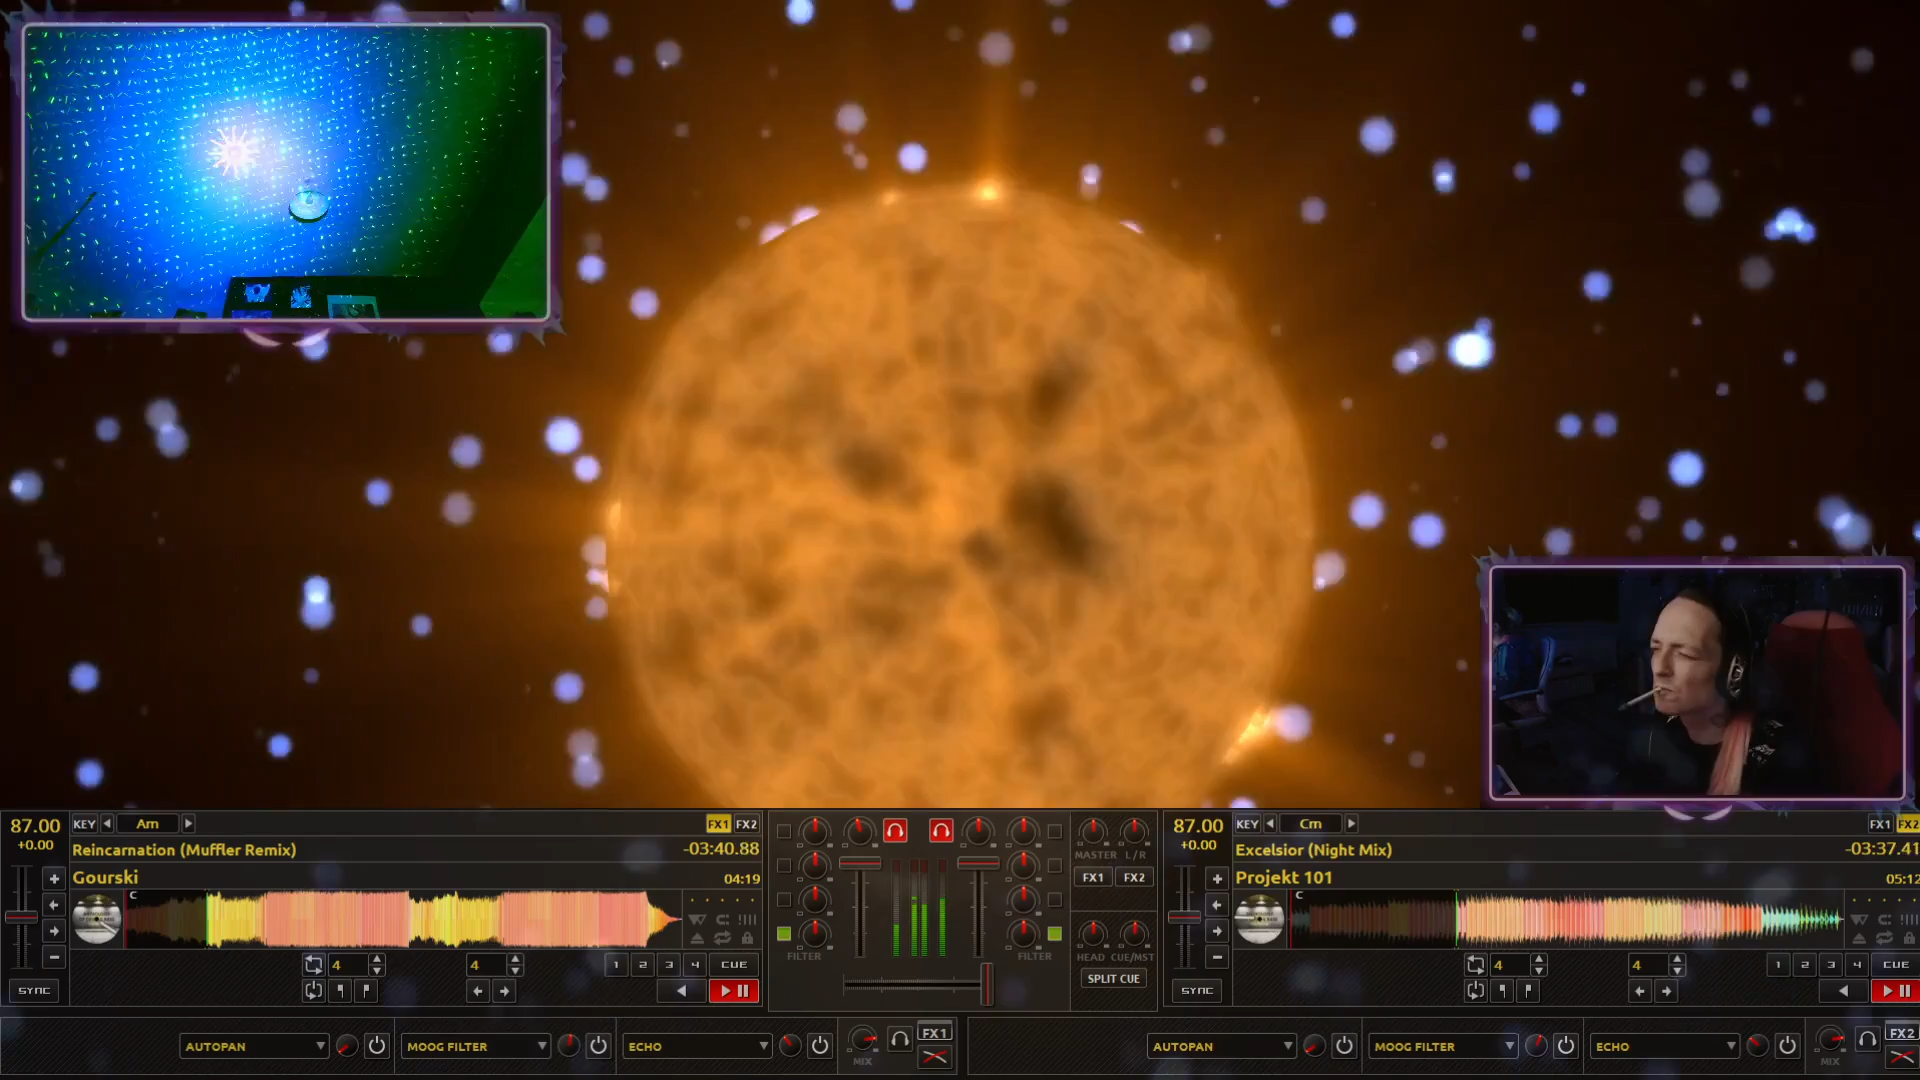 87.00
+0.00
KEY
Am
FX1 FX2
Reincarnation (Muffler Remix)
-03:40.88
Gourski
04:19
C
4
4
1 2 3 4 CUE
SYNC
FILTER
FILTER
MASTER L/R
FX1 FX2
HEAD CUE/MST
SPLIT CUE
87.00
+0.00
KEY
Cm
FX1 FX2
Excelsior (Night Mix)
-03:37.41
Projekt 101
05:12
C
4
4
1 2 3 4 CUE
SYNC
AUTOPAN
MOOG FILTER
ECHO
MIX
FX1
AUTOPAN
MOOG FILTER
ECHO
MIX
FX2